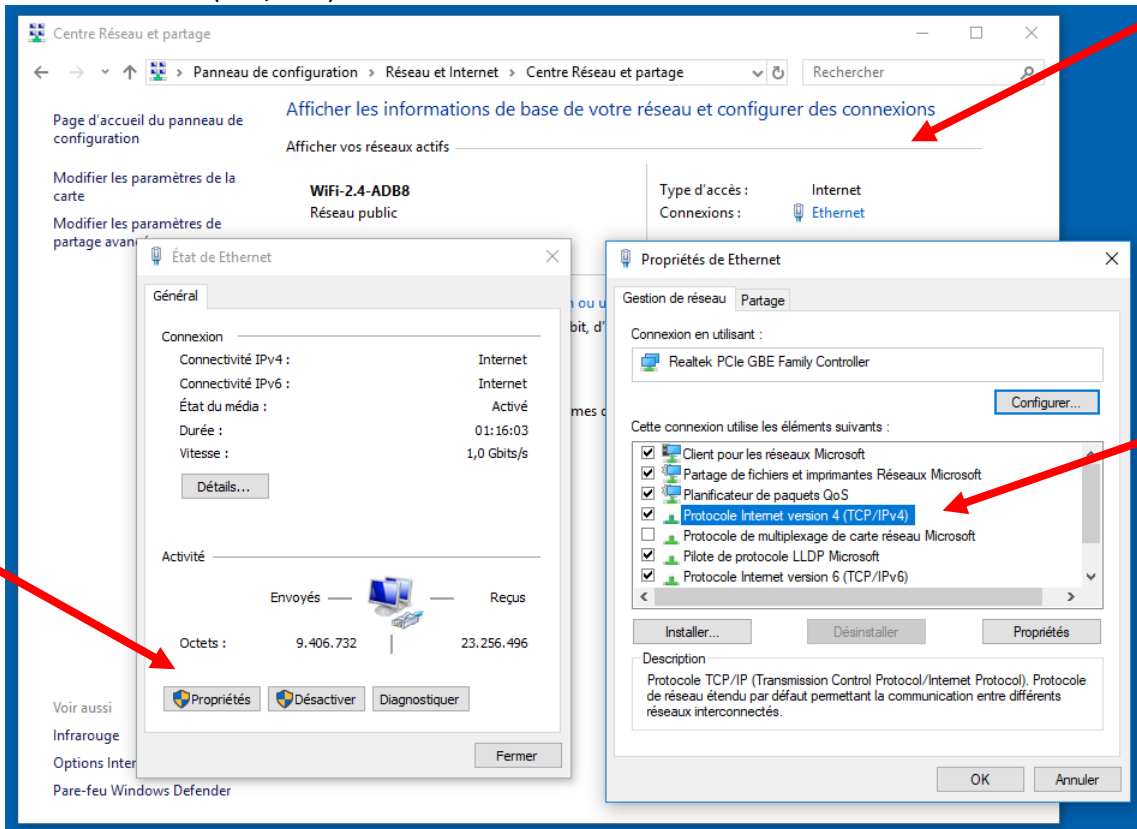 Centre Réseau et partage
Panneau de configuration > Réseau et Internet > Centre Réseau et partage
Rechercher
Page d'accueil du panneau de
configuration
Modifier les paramètres de la
carte
Modifier les paramètres de
partage avan
Afficher les informations de base de votre réseau et configurer des connexions
Afficher vos réseaux actifs
WiFi-2.4-ADB8
Réseau public
Type d'accès : Internet
Connexions : Ethernet
ou u
bit, d'
mes
État de Ethernet
Général
Connexion
Connectivité IPv4 : Internet
Connectivité IPv6 : Internet
État du média : Activé
Durée : 01:16:03
Vitesse : 1,0 Gbits/s
Détails...
Activité
Envoyés — — Reçus
Octets : 9.406.732 | 23.256.496
Propriétés
Désactiver
Diagnostiquer
Fermer
Propriétés de Ethernet
Gestion de réseau
Partage
Connexion en utilisant :
Realtek PCIe GBE Family Controller
Configurer...
Cette connexion utilise les éléments suivants :
Client pour les réseaux Microsoft
Partage de fichiers et imprimantes Réseaux Microsoft
Planificateur de paquets QoS
Protocole Internet version 4 (TCP/IPv4)
Protocole de multiplexage de carte réseau Microsoft
Pilote de protocole LLDP Microsoft
Protocole Internet version 6 (TCP/IPv6)
Installer...
Désinstaller
Propriétés
Description
Protocole TCP/IP (Transmission Control Protocol/Internet Protocol). Protocole
de réseau étendu par défaut permettant la communication entre différents
réseaux interconnectés.
OK
Annuler
Voir aussi
Infrarouge
Options Inter
Pare-feu Windows Defender